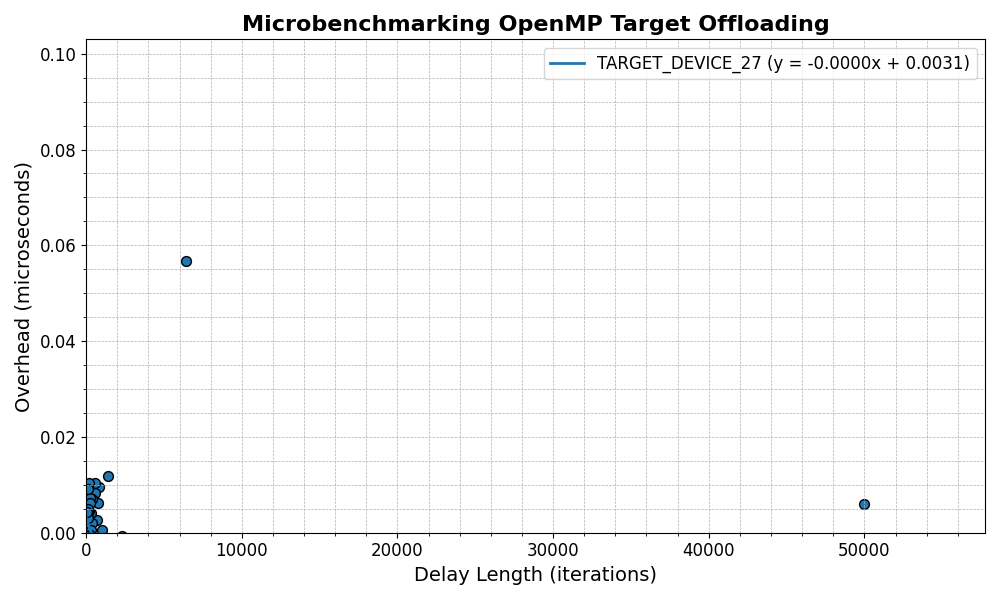 Microbenchmarking OpenMP Target Offloading
TARGET_DEVICE_27 (y = -0.0000x + 0.0031)
Overhead (microseconds)
0.10
0.08
0.06
0.04
0.02
0.00
0 10000 20000 30000 40000 50000
Delay Length (iterations)